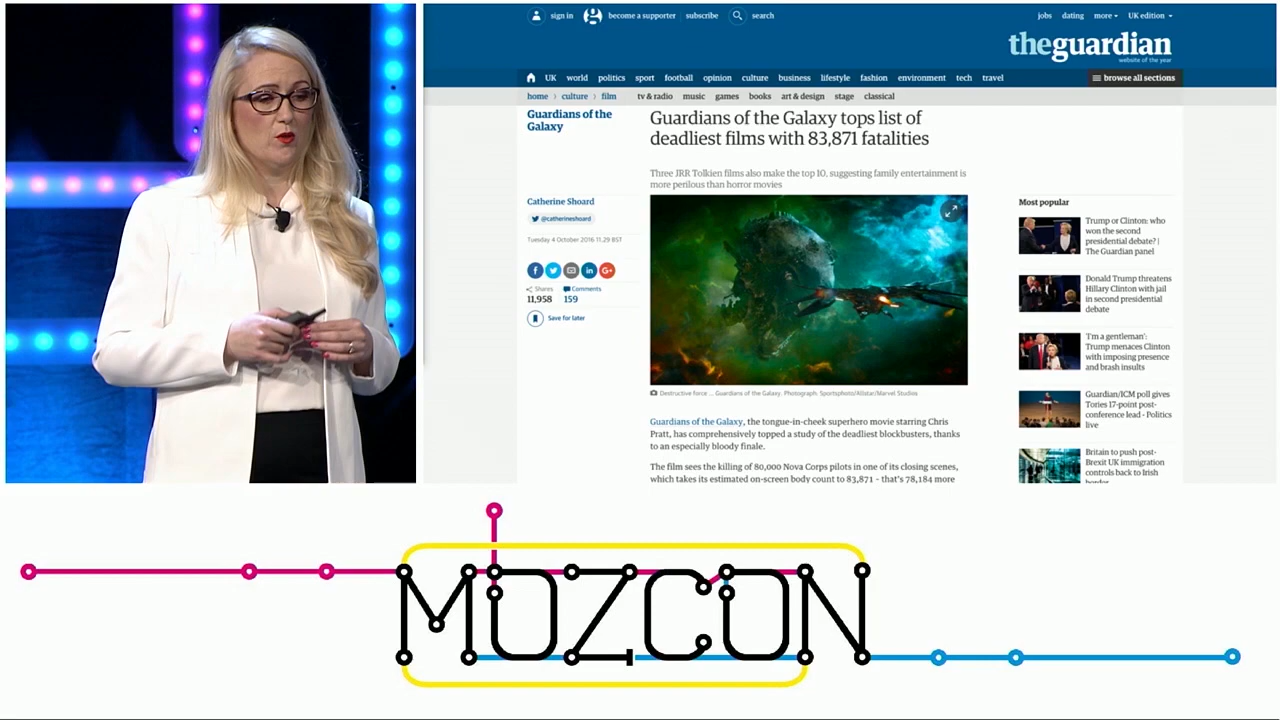 sign in
become a supporter
subscribe
search
jobs
dating
more
UK edition
theguardian
website of the year
UK
world
politics
sport
football
opinion
culture
business
lifestyle
fashion
environment
tech
travel
browse all sections
home
culture
film
tv & radio
music
games
books
art & design
stage
classical
Guardians of the
Galaxy
Guardians of the Galaxy tops list of
deadliest films with 83,871 fatalities
Three JRR Tolkien films also make the top 10, suggesting family entertainment is
more perilous than horror movies
Catherine Shoard
@catherineshoard
Tuesday 4 October 2016 11.29 BST
Shares
11,958
Comments
159
Save for later
Destructive force ... Guardians of the Galaxy. Photograph: Sportsphoto/Allstar/Marvel Studios
Guardians of the Galaxy, the tongue-in-cheek superhero movie starring Chris
Pratt, has comprehensively topped a study of the deadliest blockbusters, thanks
to an especially bloody finale.
The film sees the killing of 80,000 Nova Corps pilots in one of its closing scenes,
which takes its estimated on-screen body count to 83,871 – that's 78,184 more
Most popular
Trump or Clinton: who
won the second
presidential debate? |
The Guardian panel
Donald Trump threatens
Hillary Clinton with jail
in second presidential
debate
'I'm a gentleman':
Trump menaces Clinton
with imposing presence
and brash insults
Guardian/ICM poll gives
Tories 17-point post-
conference lead - Politics
live
Britain to push post-
Brexit UK immigration
controls back to Irish
border
MOZCON